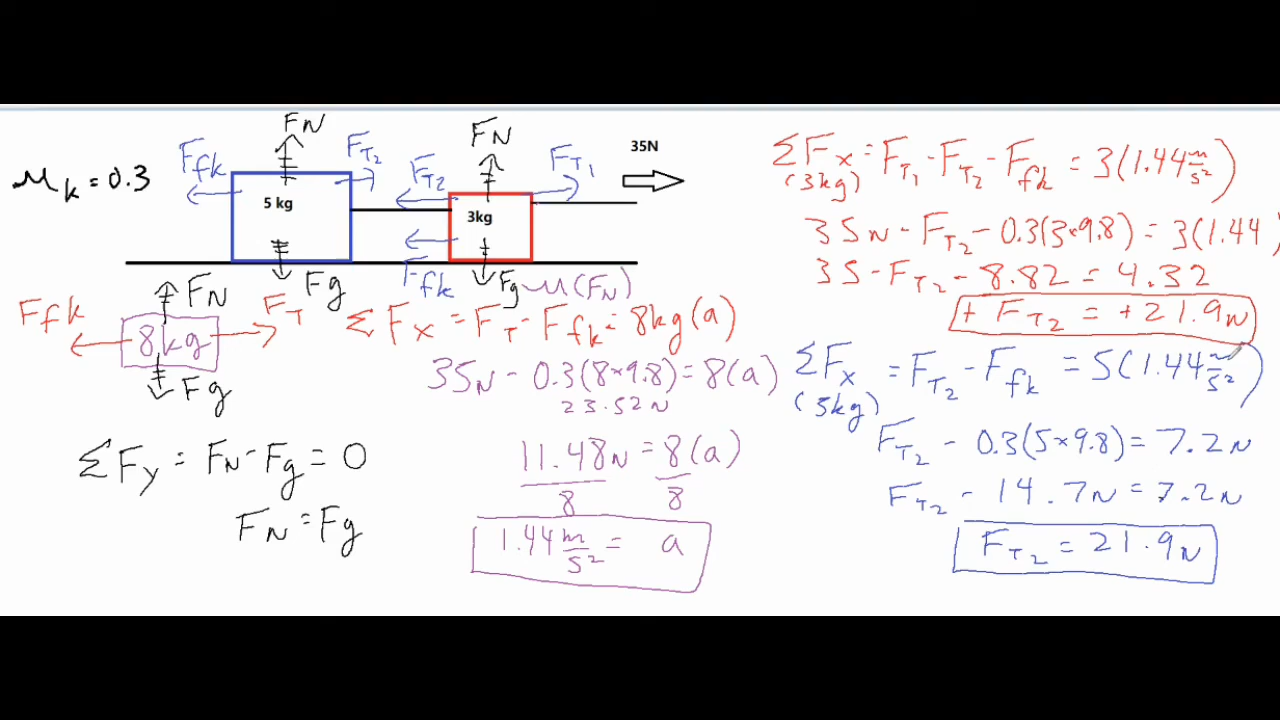 μk = 0.3
Ffk
FN
FT2
5 kg
Fg
FT2
Ffk
FN
3kg
Fg
FT1
35N
μ(FN)
Ffk
FN
8kg
FT
Fg
ΣFy = FN - Fg = 0
FN = Fg
ΣFx = FT - Ffk = 8kg(a)
35N - 0.3(8*9.8) = 8(a)
23.52N
11.48N = 8(a)
8 8
1.44 m/s² = a
ΣFx = FT1 - FT2 - Ffk = 3(1.44 m/s²)
(3kg)
35N - FT2 - 0.3(3*9.8) = 3(1.44)
35 - FT2 - 8.82 = 4.32
+ FT2 = +21.9N
ΣFx = FT2 - Ffk = 5(1.44 m/s²)
(5kg)
FT2 - 0.3(5*9.8) = 7.2N
FT2 - 14.7N = 7.2N
FT2 = 21.9N